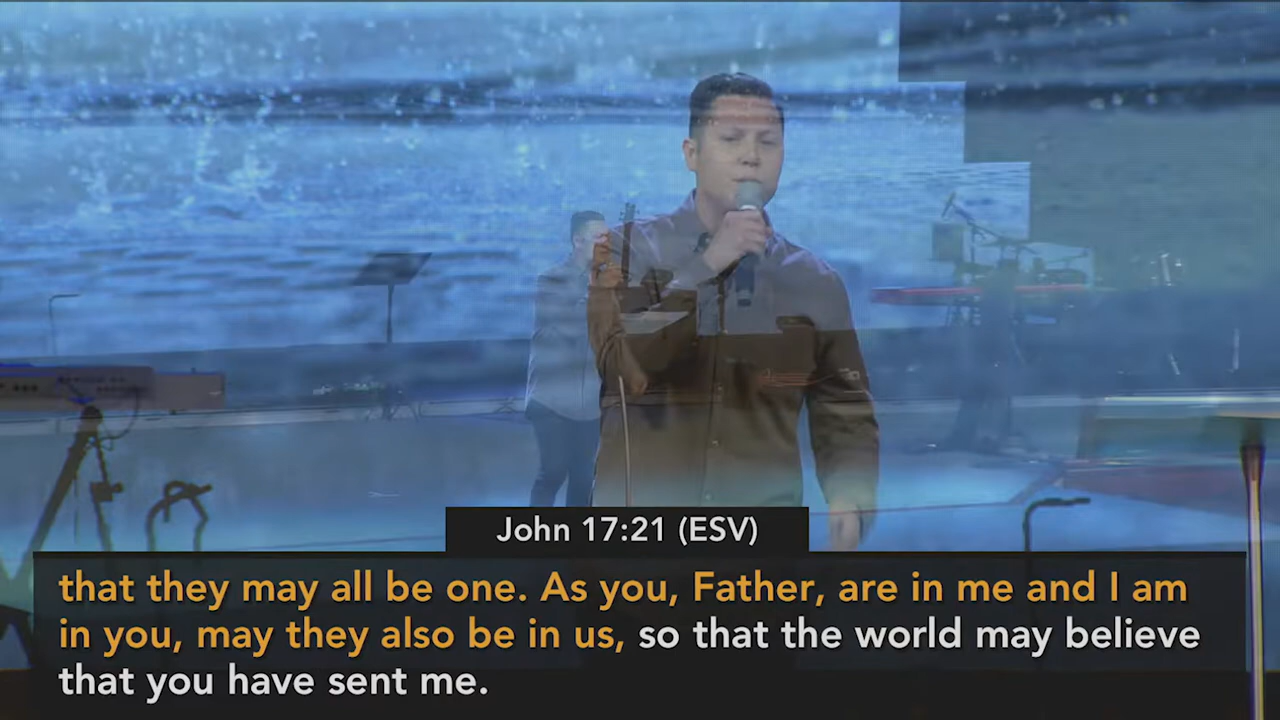 John 17:21 (ESV)
that they may all be one. As you, Father, are in me and I am
in you, may they also be in us, so that the world may believe
that you have sent me.